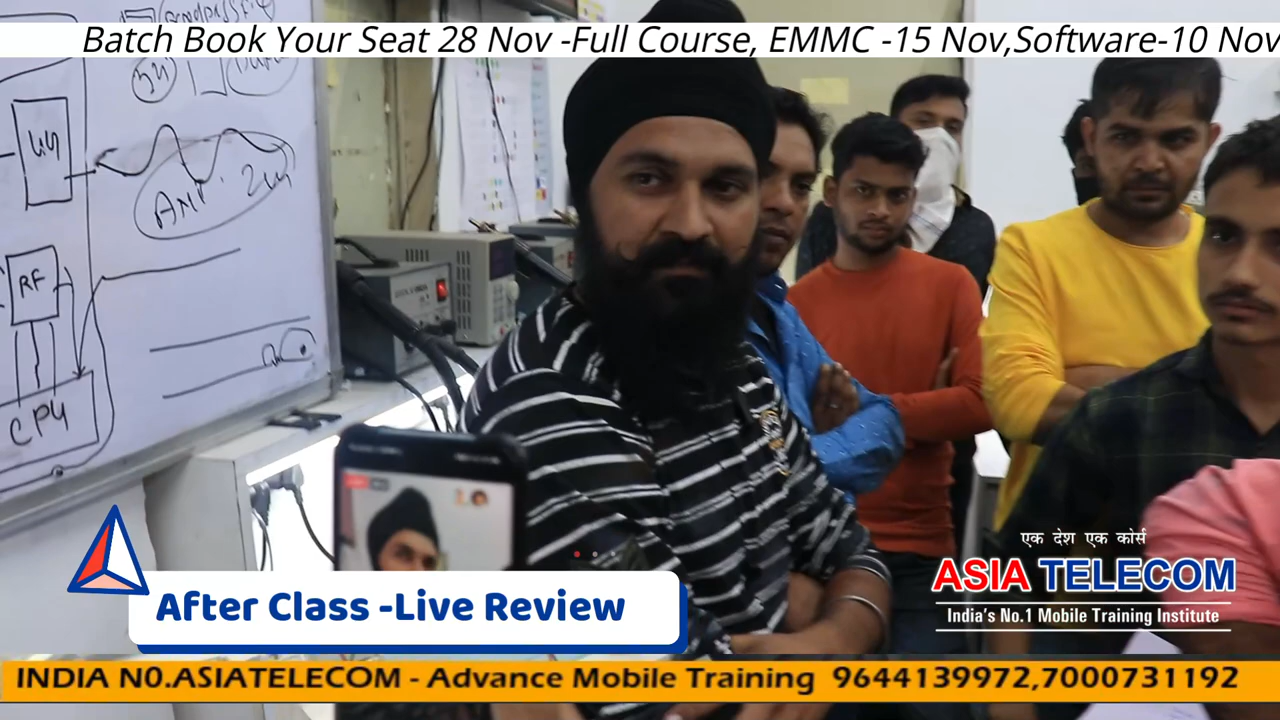 Batch Book Your Seat 28 Nov -Full Course, EMMC -15 Nov,Software-10 Nov
AMP
RF
CPU
After Class -Live Review
एक देश एक कोर्स
ASIA TELECOM
India's No.1 Mobile Training Institute
INDIA N0.ASIATELECOM - Advance Mobile Training 9644139972,7000731192